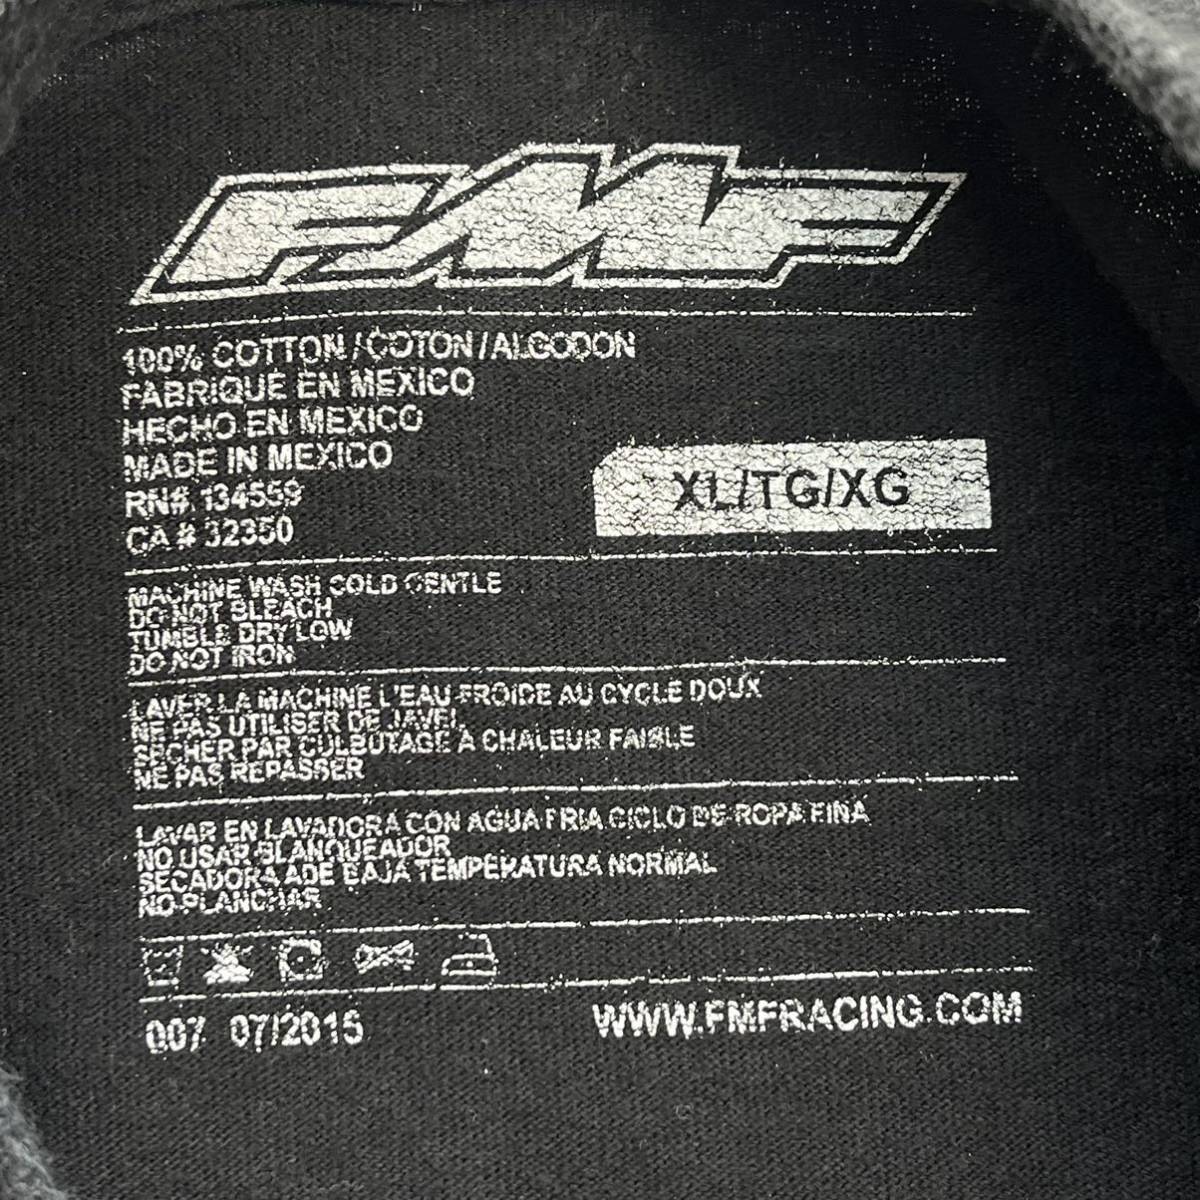 FMF
100% COTTON/COTON/ALGODON
FABRIQUE EN MEXICO
HECHO EN MEXICO
MADE IN MEXICO
RN#. 134559
CA # 32350
XL/TG/XG
MACHINE WASH COLD GENTLE
DO NOT BLEACH
TUMBLE DRY LOW
DO NOT IRON
LAVER LA MACHINE L'EAU FROIDE AU CYCLE DOUX
NE PAS UTILISER DE JAVEL
SECHER PAR CULBUTAGE A CHALEUR FAIBLE
NE PAS REPASSER
LAVAR EN LAVADORA CON AGUA FRIA CICLO DE ROPA FINA
NO USAR BLANQUEADOR
SECADORA ADE BAJA TEMPERATURA NORMAL
NO PLANCHAR
007 07/2015
WWW.FMFRACING.COM